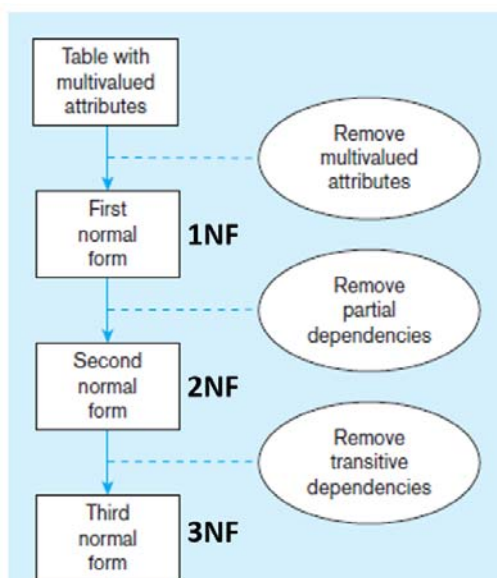 Table with
multivalued
attributes
Remove
multivalued
attributes
First
normal
form
1NF
Remove
partial
dependencies
Second
normal
form
2NF
Remove
transitive
dependencies
Third
normal
form
3NF